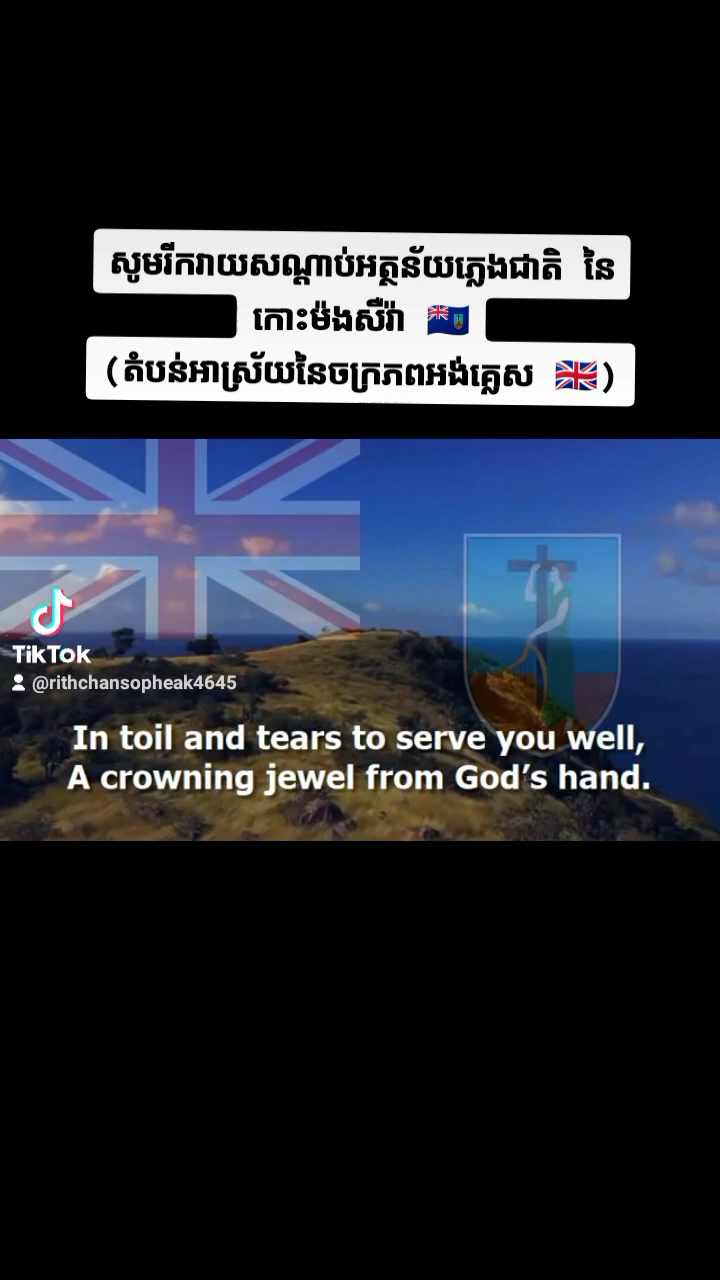 សូមរីករាយសណ្ដាប់អត្ថន័យភ្លេងជាតិ នៃ
កោះម៉ងសឺរ៉ា 🇲🇸
(តំបន់អាស្រ័យនៃចក្រភពអង់គ្លេស 🇬🇧)
TikTok
@rithchansopheak4645
In toil and tears to serve you well,
A crowning jewel from God’s hand.